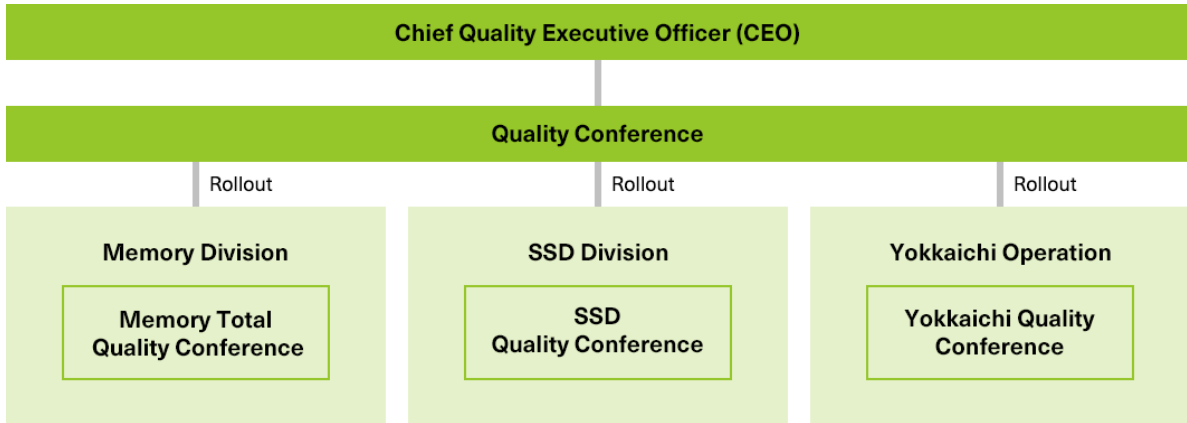 Chief Quality Executive Officer (CEO)
Quality Conference
Rollout
Rollout
Rollout
Memory Division
Memory Total
Quality Conference
SSD Division
SSD
Quality Conference
Yokkaichi Operation
Yokkaichi Quality
Conference